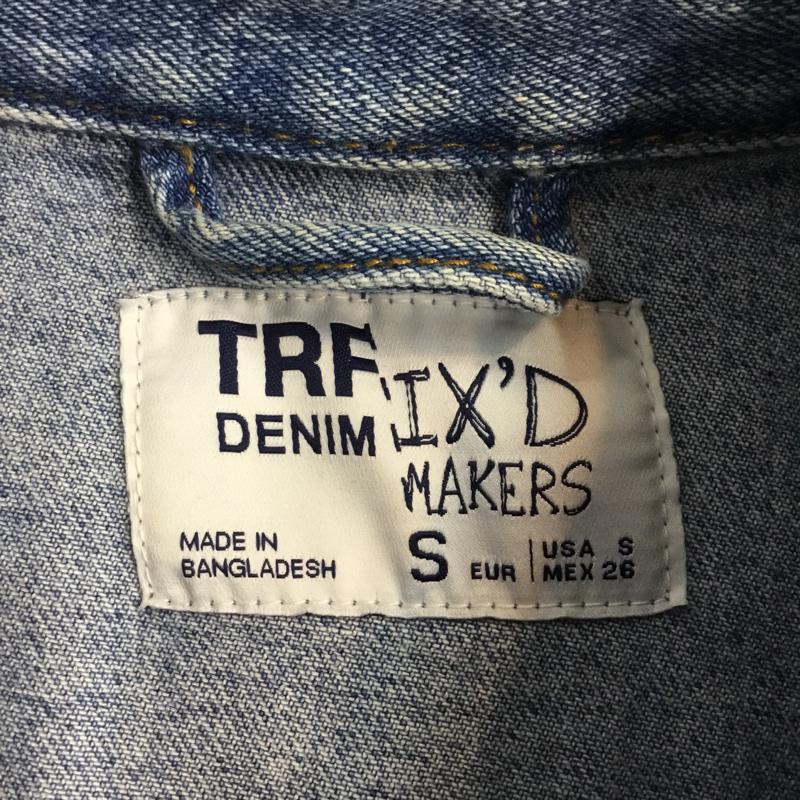 TRF IX'D
DENIM MAKERS
MADE IN
BANGLADESH
S EUR
USA S
MEX 26